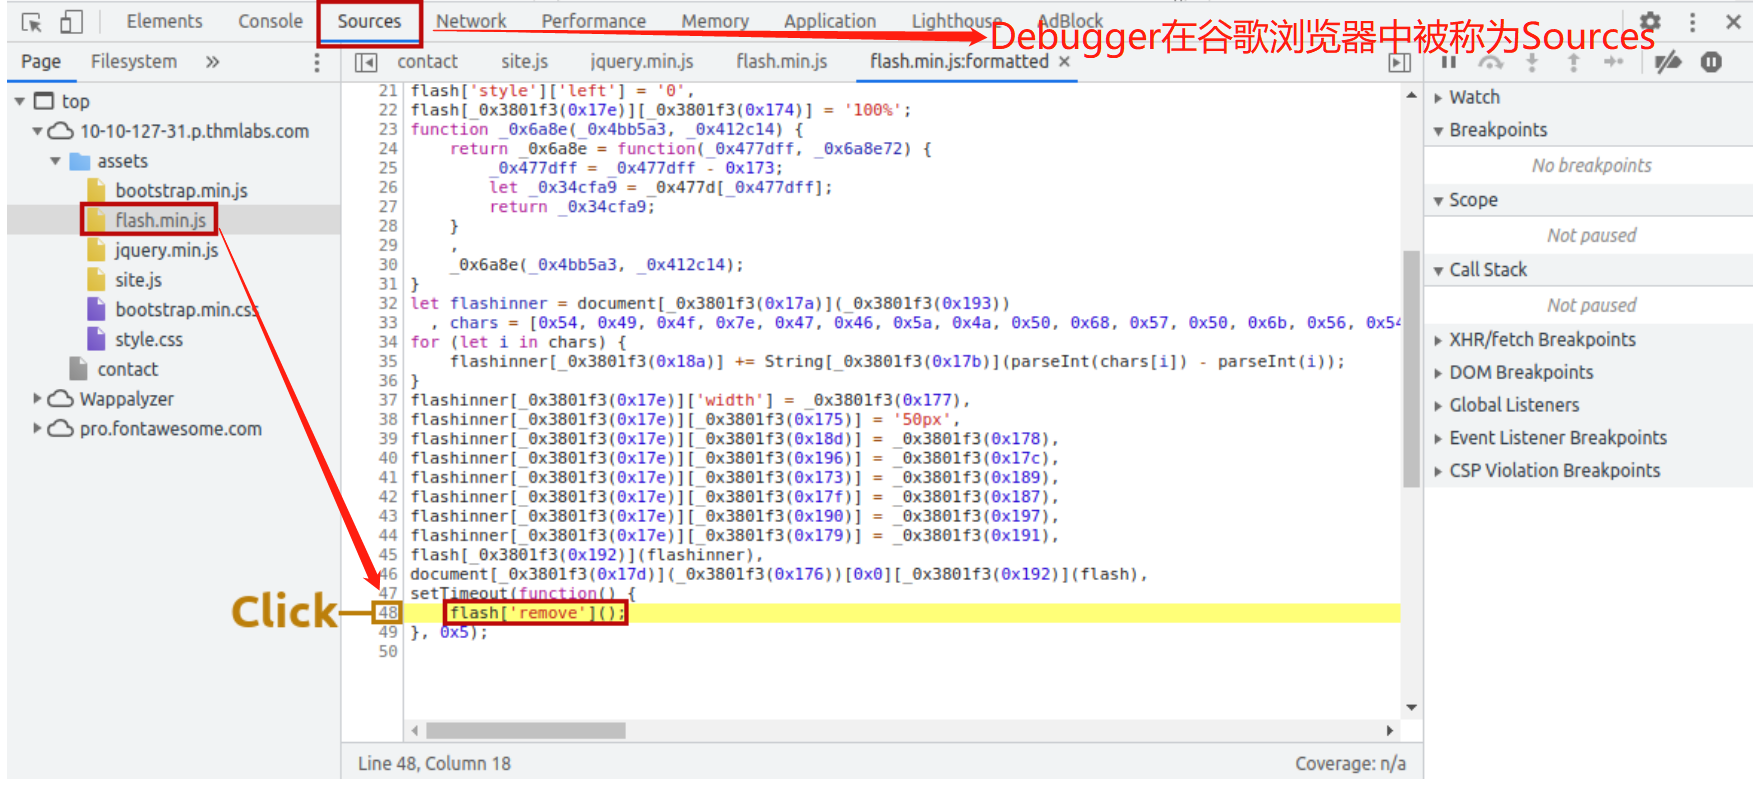 Elements Console Sources Network Performance Memory Application Lighthouse AdBlock
Debugger在谷歌浏览器中被称为Sources
Page Filesystem »
contact site.js jquery.min.js flash.min.js flash.min.js:formatted ×
top
10-10-127-31.p.thmlabs.com
assets
bootstrap.min.js
flash.min.js
jquery.min.js
site.js
bootstrap.min.css
style.css
contact
Wappalyzer
pro.fontawesome.com
Click
21 flash['style']['left'] = '0',
22 flash[_0x3801f3(0x17e)][_0x3801f3(0x174)] = '100%';
23 function _0x6a8e(_0x4bb5a3, _0x412c14) {
24 return _0x6a8e = function(_0x477dff, _0x6a8e72) {
25 _0x477dff = _0x477dff - 0x173;
26 let _0x34cfa9 = _0x477d[_0x477dff];
27 return _0x34cfa9;
28 }
29 ,
30 _0x6a8e(_0x4bb5a3, _0x412c14);
31 }
32 let flashinner = document[_0x3801f3(0x17a)](_0x3801f3(0x193))
33 , chars = [0x54, 0x49, 0x4f, 0x7e, 0x47, 0x46, 0x5a, 0x4a, 0x50, 0x68, 0x57, 0x50, 0x6b, 0x56, 0x54
34 for (let i in chars) {
35 flashinner[_0x3801f3(0x18a)] += String[_0x3801f3(0x17b)](parseInt(chars[i]) - parseInt(i));
36 }
37 flashinner[_0x3801f3(0x17e)]['width'] = _0x3801f3(0x177),
38 flashinner[_0x3801f3(0x17e)][_0x3801f3(0x175)] = '50px',
39 flashinner[_0x3801f3(0x17e)][_0x3801f3(0x18d)] = _0x3801f3(0x178),
40 flashinner[_0x3801f3(0x17e)][_0x3801f3(0x196)] = _0x3801f3(0x17c),
41 flashinner[_0x3801f3(0x17e)][_0x3801f3(0x173)] = _0x3801f3(0x189),
42 flashinner[_0x3801f3(0x17e)][_0x3801f3(0x17f)] = _0x3801f3(0x187),
43 flashinner[_0x3801f3(0x17e)][_0x3801f3(0x190)] = _0x3801f3(0x197),
44 flashinner[_0x3801f3(0x17e)][_0x3801f3(0x179)] = _0x3801f3(0x191),
45 flash[_0x3801f3(0x192)](flashinner),
46 document[_0x3801f3(0x17d)](_0x3801f3(0x176))[0x0][_0x3801f3(0x192)](flash),
47 setTimeout(function() {
48 flash['remove']();
49 }, 0x5);
50
Line 48, Column 18 Coverage: n/a
Watch
Breakpoints
No breakpoints
Scope
Not paused
Call Stack
Not paused
XHR/fetch Breakpoints
DOM Breakpoints
Global Listeners
Event Listener Breakpoints
CSP Violation Breakpoints